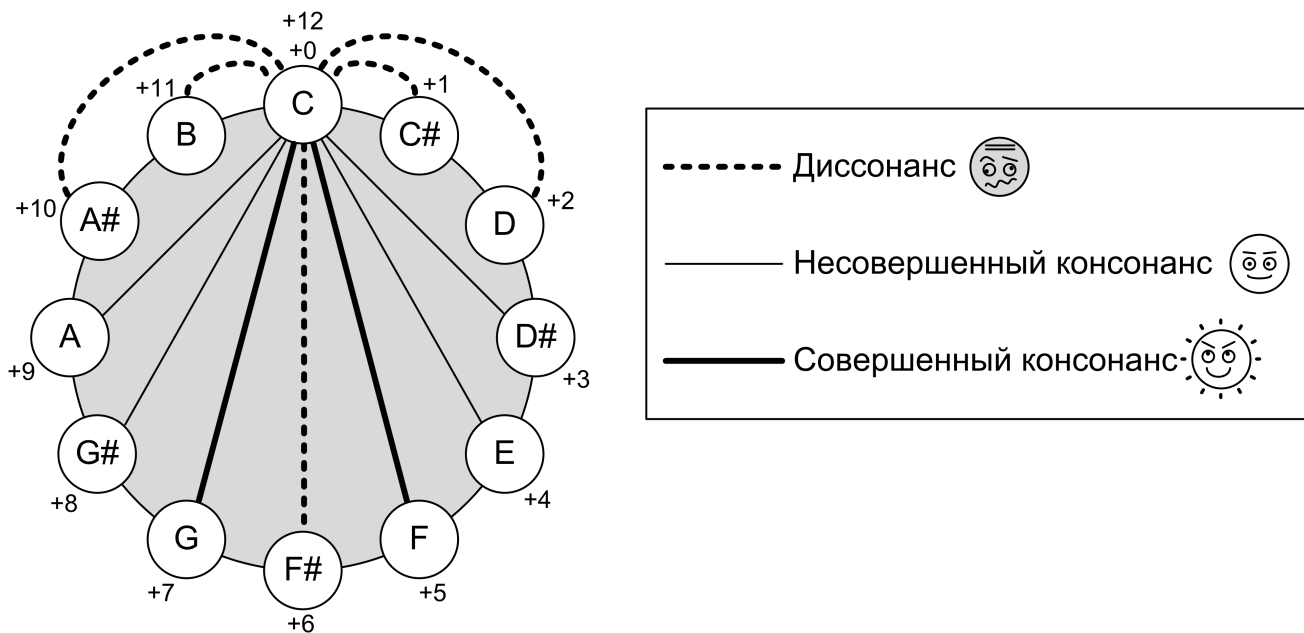 +12
+0
C
+11
B
+1
C#
+10
A#
+2
D
+9
A
+3
D#
+8
G#
+4
E
+7
G
+5
F
+6
F#
Диссонанс
Несовершенный консонанс
Совершенный консонанс